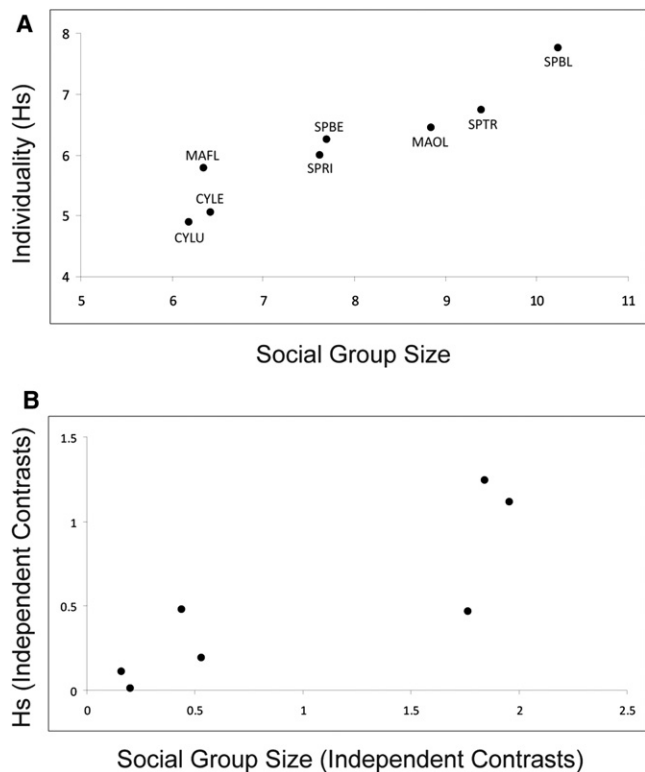 A
8
7
6
5
4
Individuality (Hs)
SPBL
SPTR
SPBE
MAOL
SPRI
MAFL
CYLE
CYLU
5 6 7 8 9 10 11
Social Group Size
B
1.5
1
0.5
0
Hs (Independent Contrasts)
0 0.5 1 1.5 2 2.5
Social Group Size (Independent Contrasts)